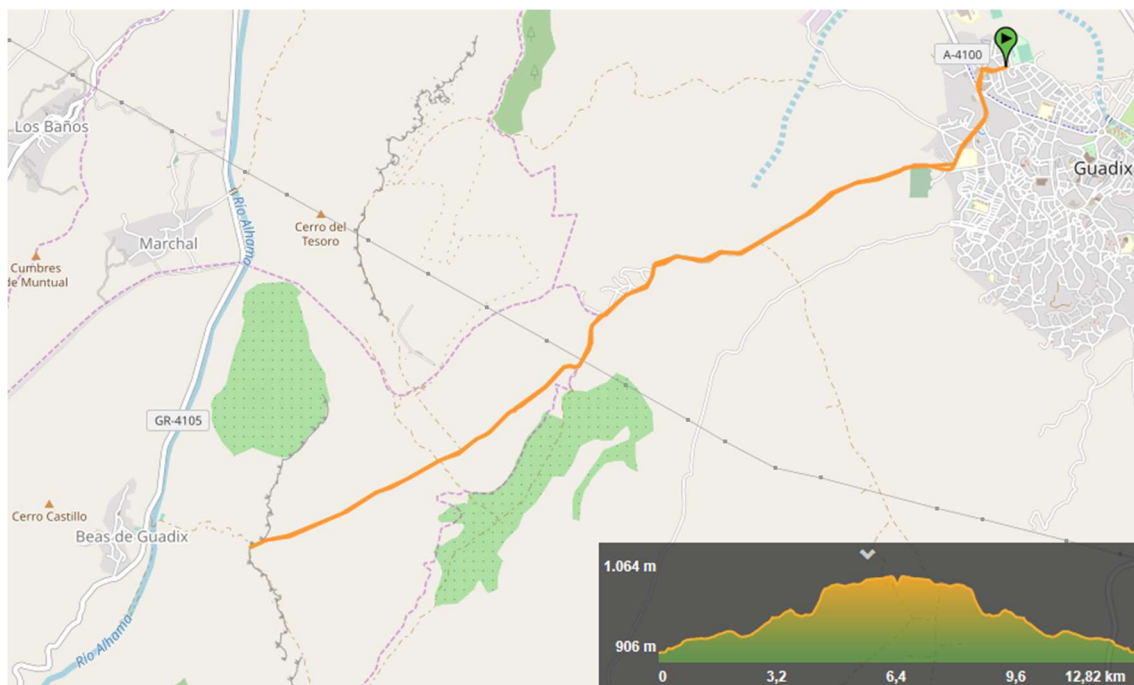 A-4100
Los Baños
Guadix
Río Alhama
Cerro del
Tesoro
Marchal
Cumbres
de Muntual
GR-4105
Cerro Castillo
Beas de Guadix
Río Alhama
1.064 m
906 m
0 3,2 6,4 9,6 12,82 km